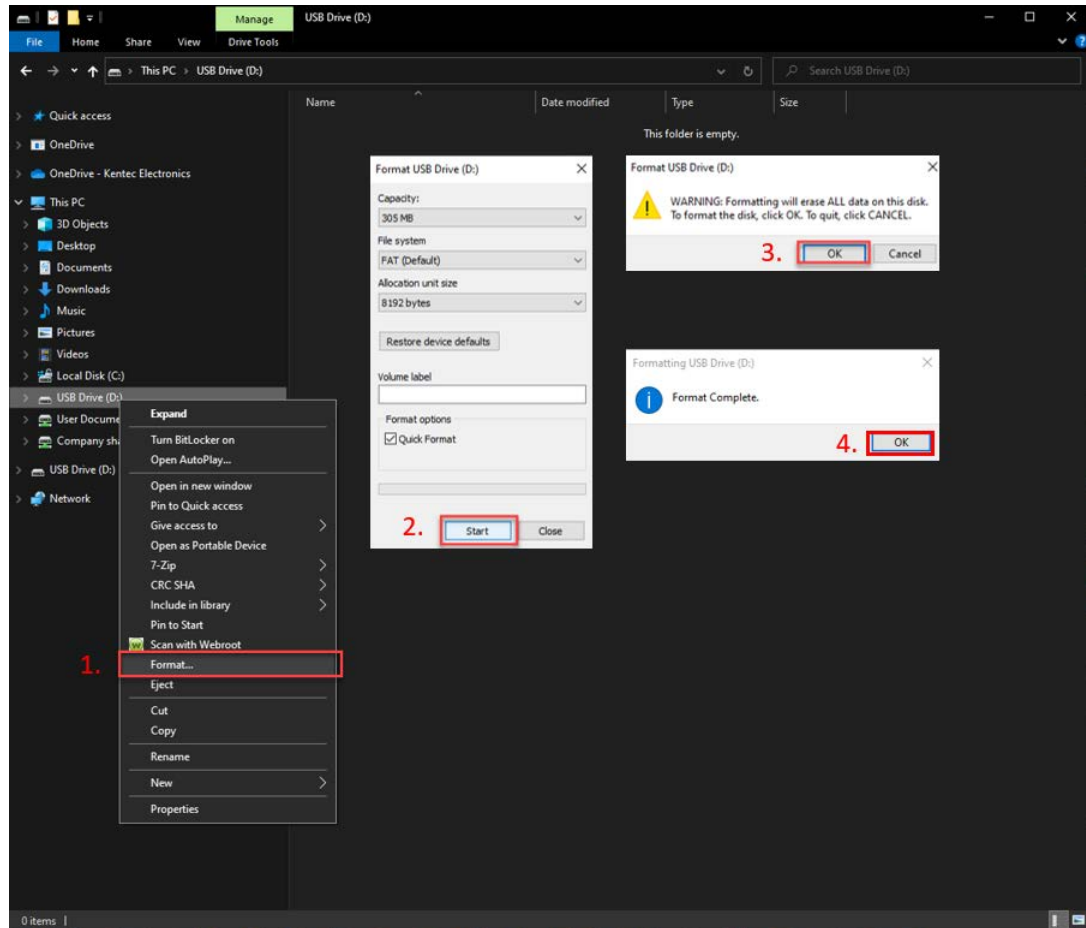 Manage
USB Drive (D:)
File
Home
Share
View
Drive Tools
This PC
USB Drive (D:)
Search USB Drive (D:)
Name
Date modified
Type
Size
This folder is empty.
Quick access
OneDrive
OneDrive - Kentec Electronics
This PC
3D Objects
Desktop
Documents
Downloads
Music
Pictures
Videos
Local Disk (C:)
USB Drive (D:)
User Docume
Company sha
USB Drive (D:)
Network
1.
Expand
Turn BitLocker on
Open AutoPlay...
Open in new window
Pin to Quick access
Give access to
Open as Portable Device
7-Zip
CRC SHA
Include in library
Pin to Start
Scan with Webroot
Format...
Eject
Cut
Copy
Rename
New
Properties
Format USB Drive (D:)
Capacity:
305 MB
File system
FAT (Default)
Allocation unit size
8192 bytes
Restore device defaults
Volume label
Format options
Quick Format
2.
Start
Close
Format USB Drive (D:)
WARNING: Formatting will erase ALL data on this disk.
To format the disk, click OK. To quit, click CANCEL.
3.
OK
Cancel
Formatting USB Drive (D:)
Format Complete.
4.
OK
0 items